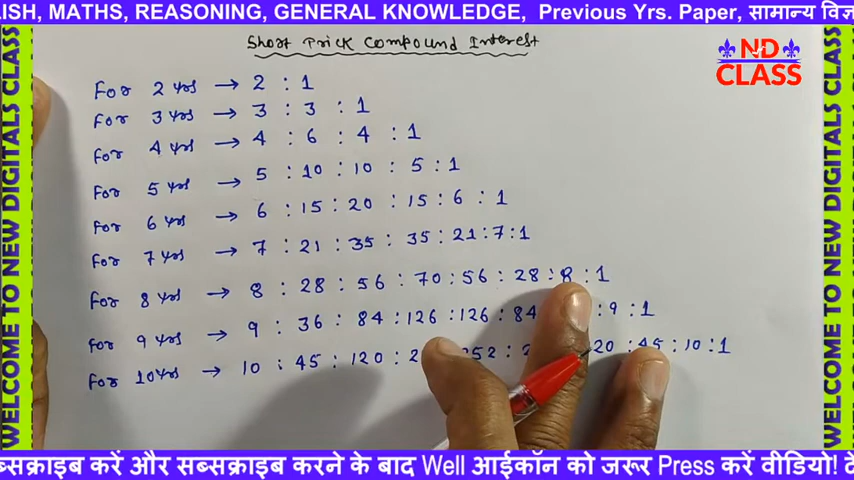 LISH, MATHS, REASONING, GENERAL KNOWLEDGE, Previous Yrs. Paper, सामान्य विज्ञ
Short Trick Compound Interest
ND
CLASS
For 2 yrs → 2 : 1
For 3 yrs → 3 : 3 : 1
For 4 yrs → 4 : 6 : 4 : 1
For 5 yrs → 5 : 10 : 10 : 5 : 1
For 6 yrs → 6 : 15 : 20 : 15 : 6 : 1
For 7 yrs → 7 : 21 : 35 : 35 : 21 : 7 : 1
For 8 yrs → 8 : 28 : 56 : 70 : 56 : 28 : 8 : 1
For 9 yrs → 9 : 36 : 84 : 126 : 126 : 84 : 9 : 1
For 10 yrs → 10 : 45 : 120 : 252 : 20 : 45 : 10 : 1
WELCOME TO NEW DIGITALS CLASS
WELCOME TO NEW DIGITALS CLASS
ब्सक्राइब करें और सब्सक्राइब करने के बाद Well आईकॉन को जरूर Press करें वीडियो!